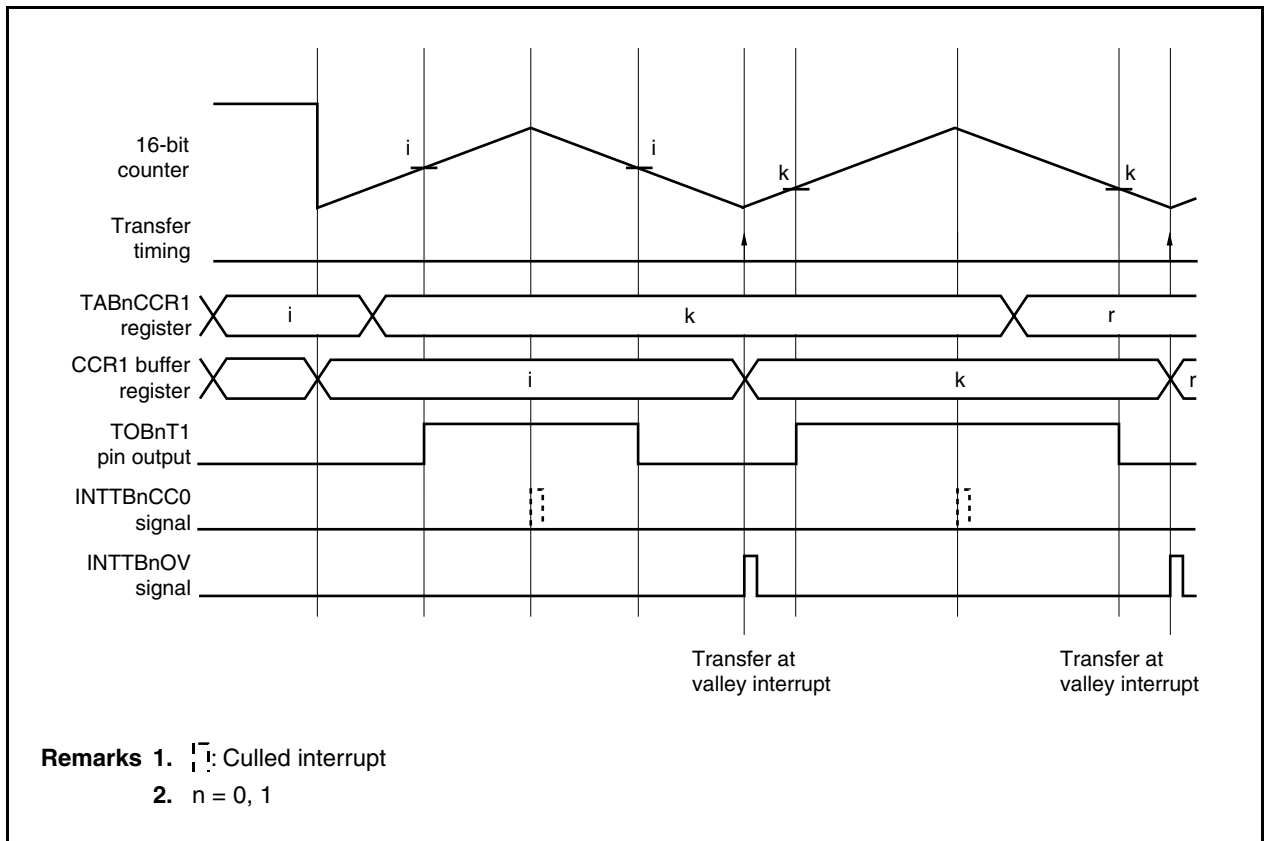 16-bit
counter
i
i
k
k
Transfer
timing
TABnCCR1
register
i
k
r
CCR1 buffer
register
i
k
r
TOBnT1
pin output
INTTBnCC0
signal
INTTBnOV
signal
Transfer at
valley interrupt
Transfer at
valley interrupt
Remarks 1. : Culled interrupt
2. n = 0, 1